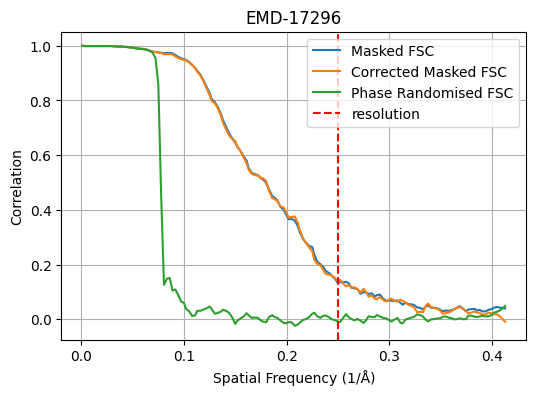 EMD-17296
Masked FSC
Corrected Masked FSC
Phase Randomised FSC
resolution
Correlation
1.0
0.8
0.6
0.4
0.2
0.0
0.0 0.1 0.2 0.3 0.4
Spatial Frequency (1/Å)